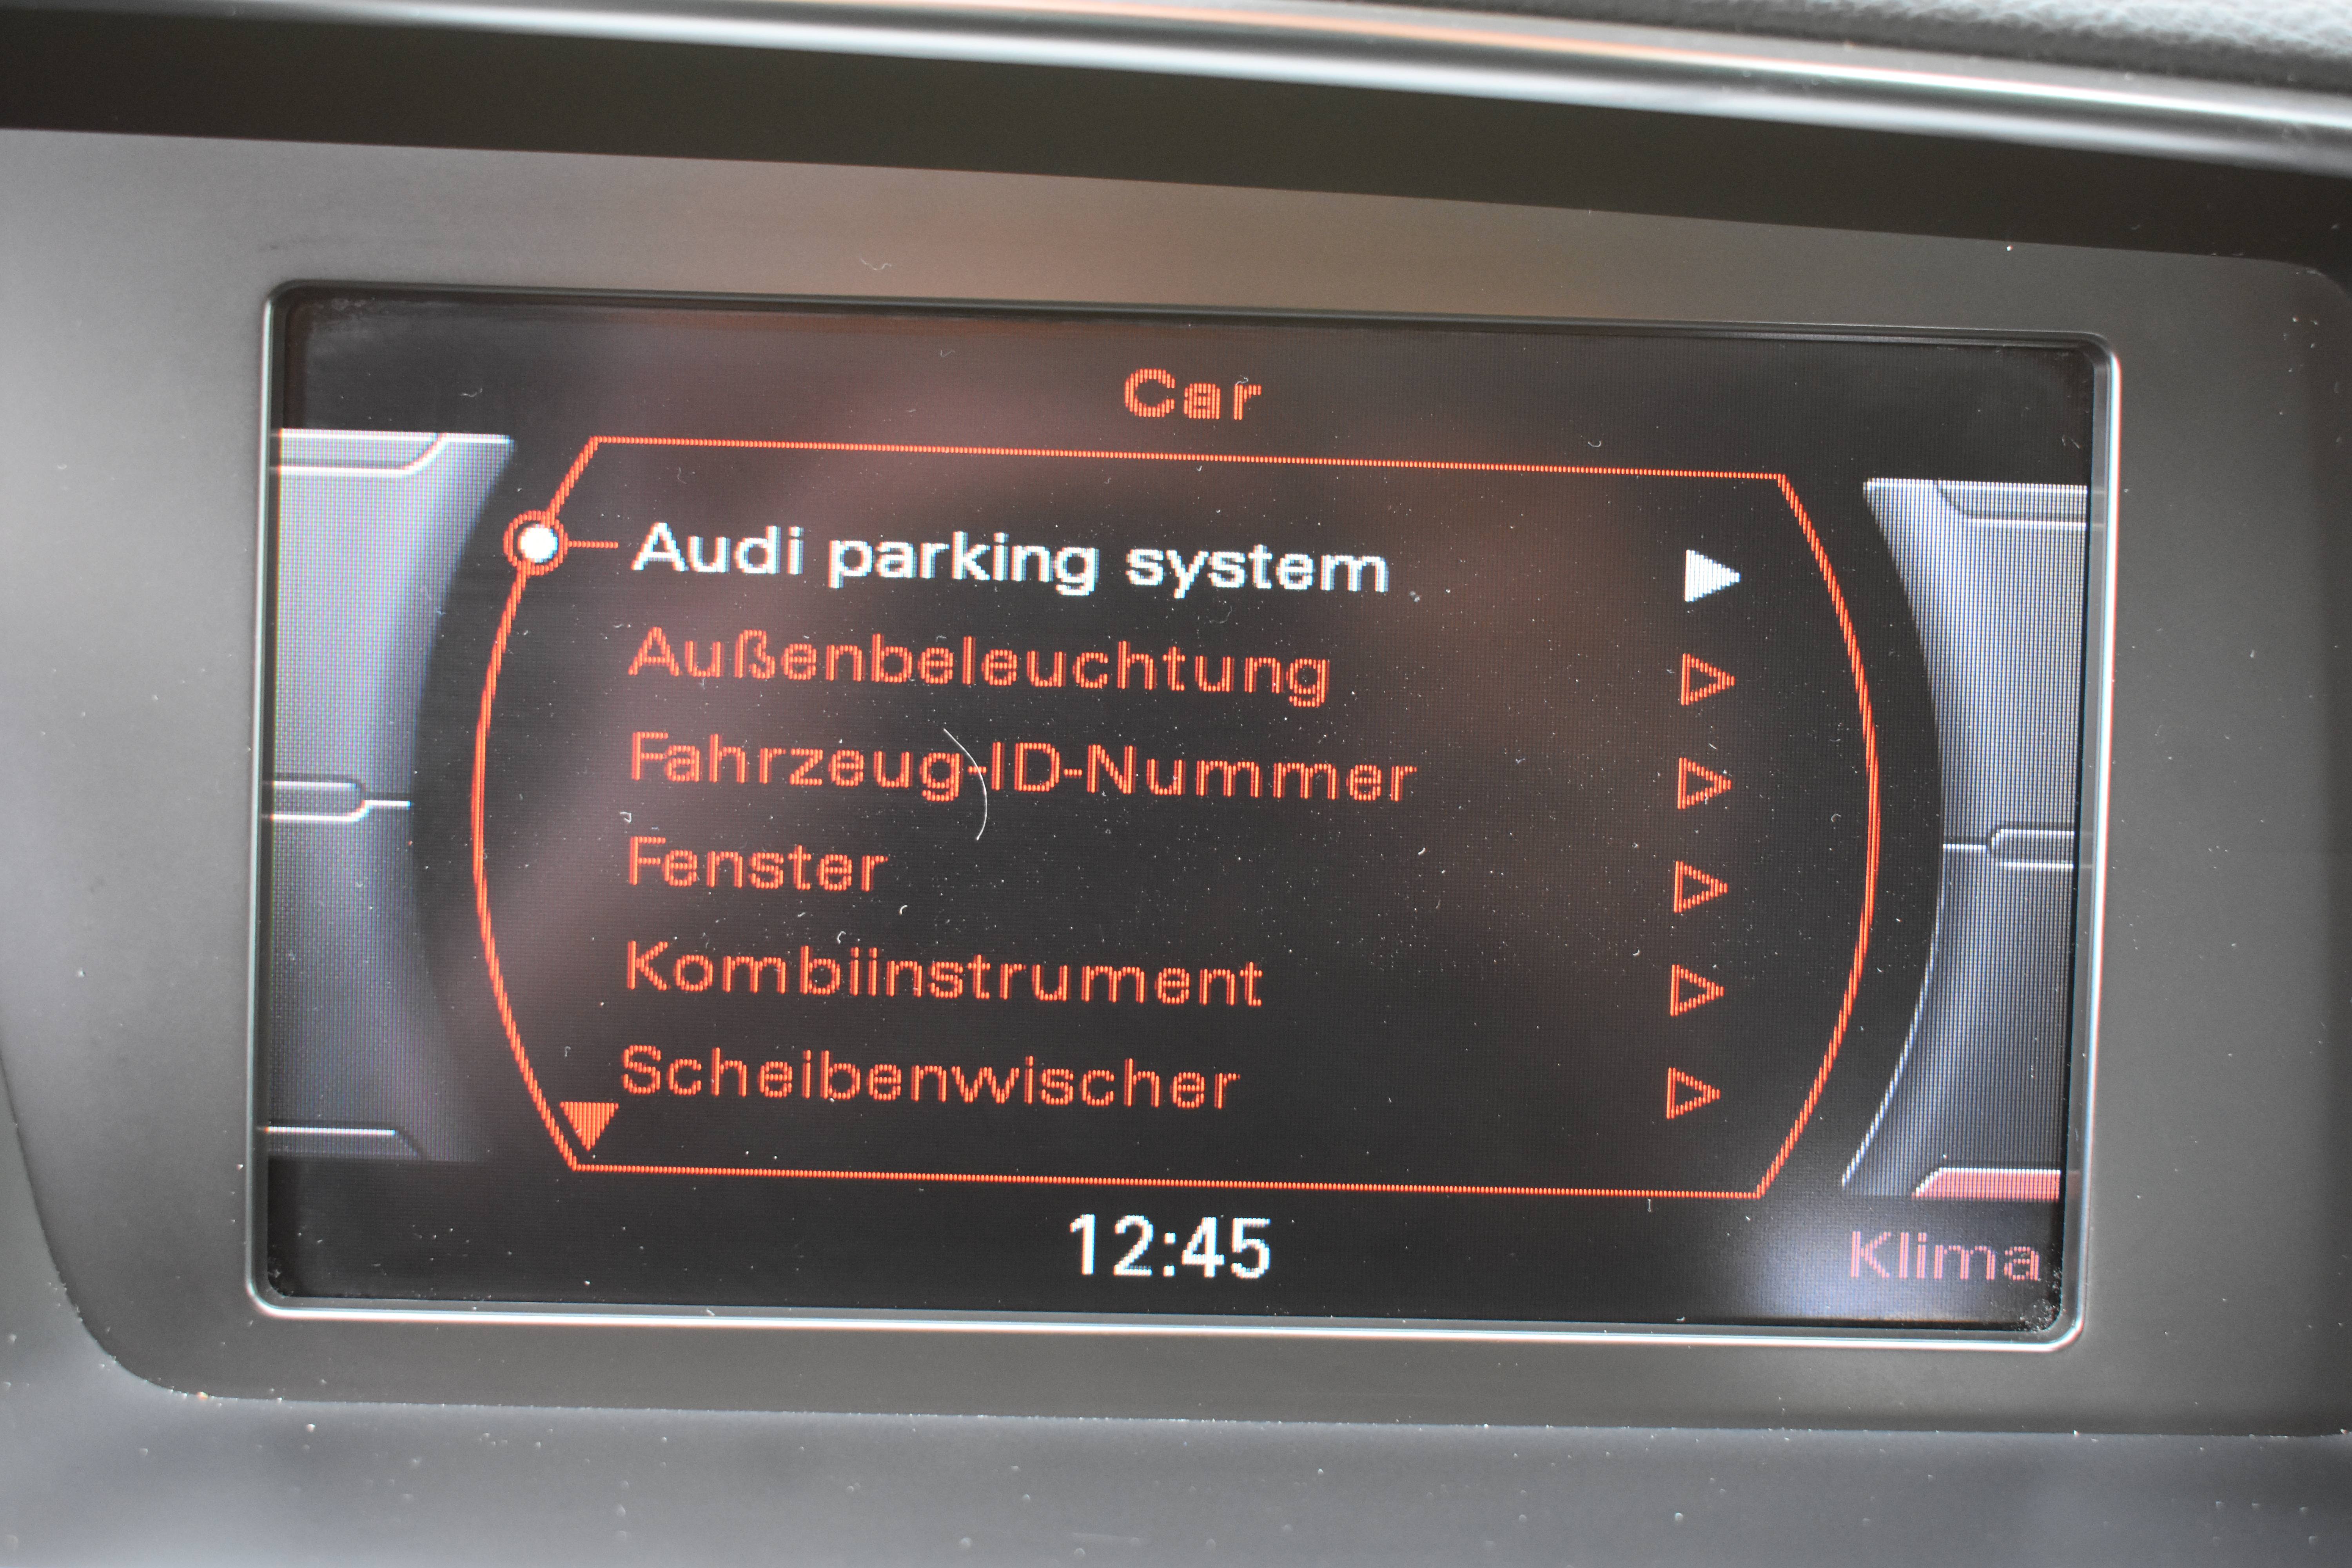 Car
Audi parking system
Außenbeleuchtung
Fahrzeug-ID-Nummer
Fenster
Kombiinstrument
Scheibenwischer
12:45
Klima